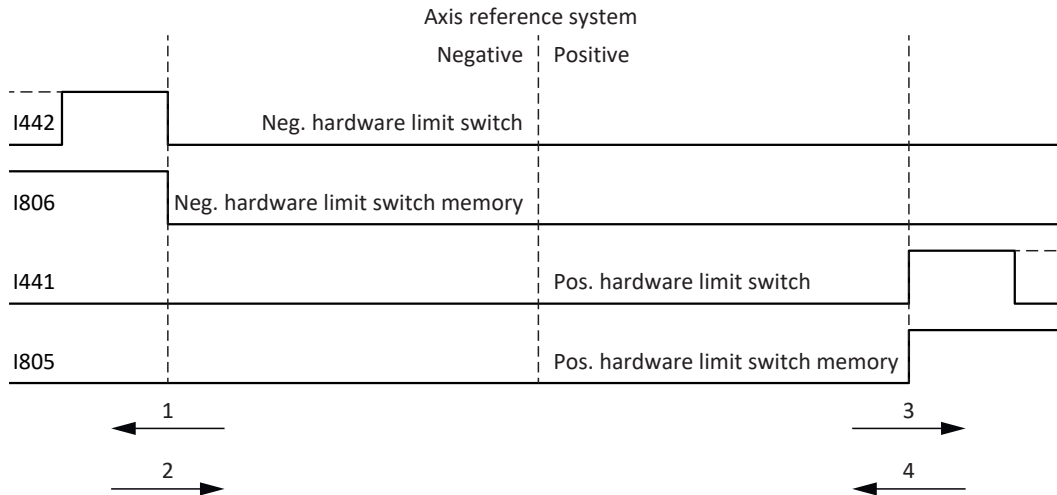 Axis reference system
Negative Positive
I442 Neg. hardware limit switch
I806 Neg. hardware limit switch memory
I441 Pos. hardware limit switch
I805 Pos. hardware limit switch memory
1 3
2 4